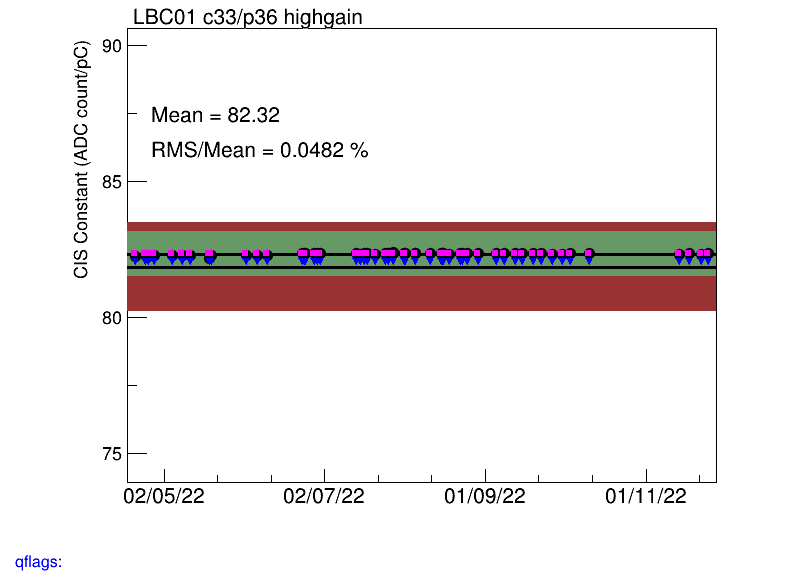 LBC01 c33/p36 highgain
CIS Constant (ADC count/pC)
90
Mean = 82.32
RMS/Mean = 0.0482 %
85
80
75
02/05/22 02/07/22 01/09/22 01/11/22
qflags: